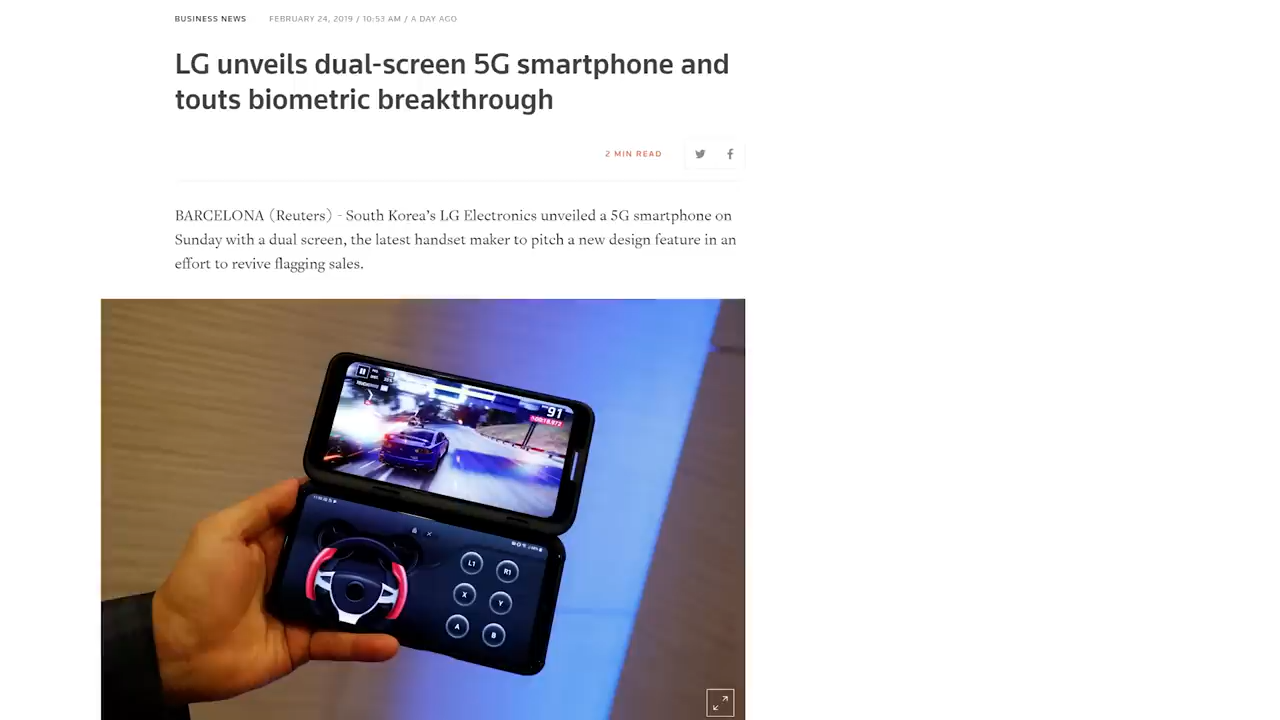 BUSINESS NEWS FEBRUARY 24, 2019 / 10:53 AM / A DAY AGO
LG unveils dual-screen 5G smartphone and
touts biometric breakthrough
2 MIN READ
BARCELONA (Reuters) - South Korea’s LG Electronics unveiled a 5G smartphone on
Sunday with a dual screen, the latest handset maker to pitch a new design feature in an
effort to revive flagging sales.
91
L1 R1
X Y
A B